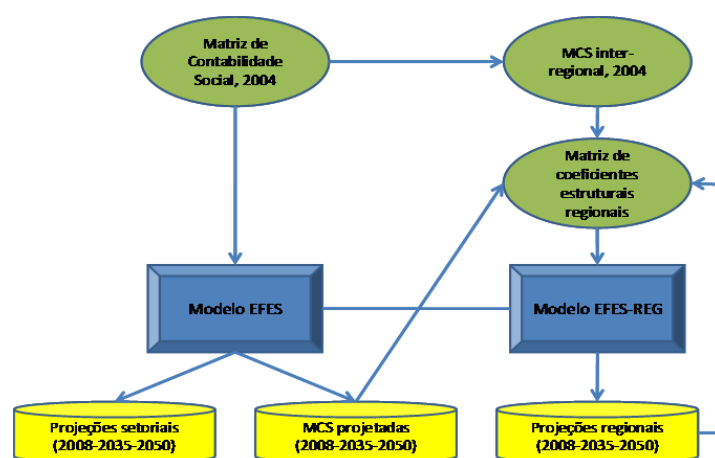 Matriz de
Contabilidade
Social, 2004
MCS inter-
regional, 2004
Matriz de
coeficientes
estruturais
regionais
Modelo EFES
Modelo EFES-REG
Projeções setoriais
(2008-2035-2050)
MCS projetadas
(2008-2035-2050)
Projeções regionais
(2008-2035-2050)